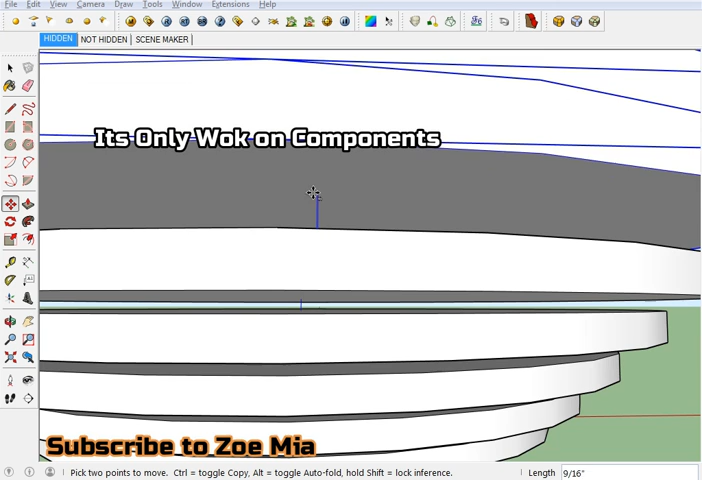 File Edit View Camera Draw Tools Window Extensions Help
HIDDEN NOT HIDDEN SCENE MAKER
Its Only Wok on Components
Subscribe to Zoe Mia
Pick two points to move. Ctrl = toggle Copy, Alt = toggle Auto-fold, hold Shift = lock inference. Length 9/16"